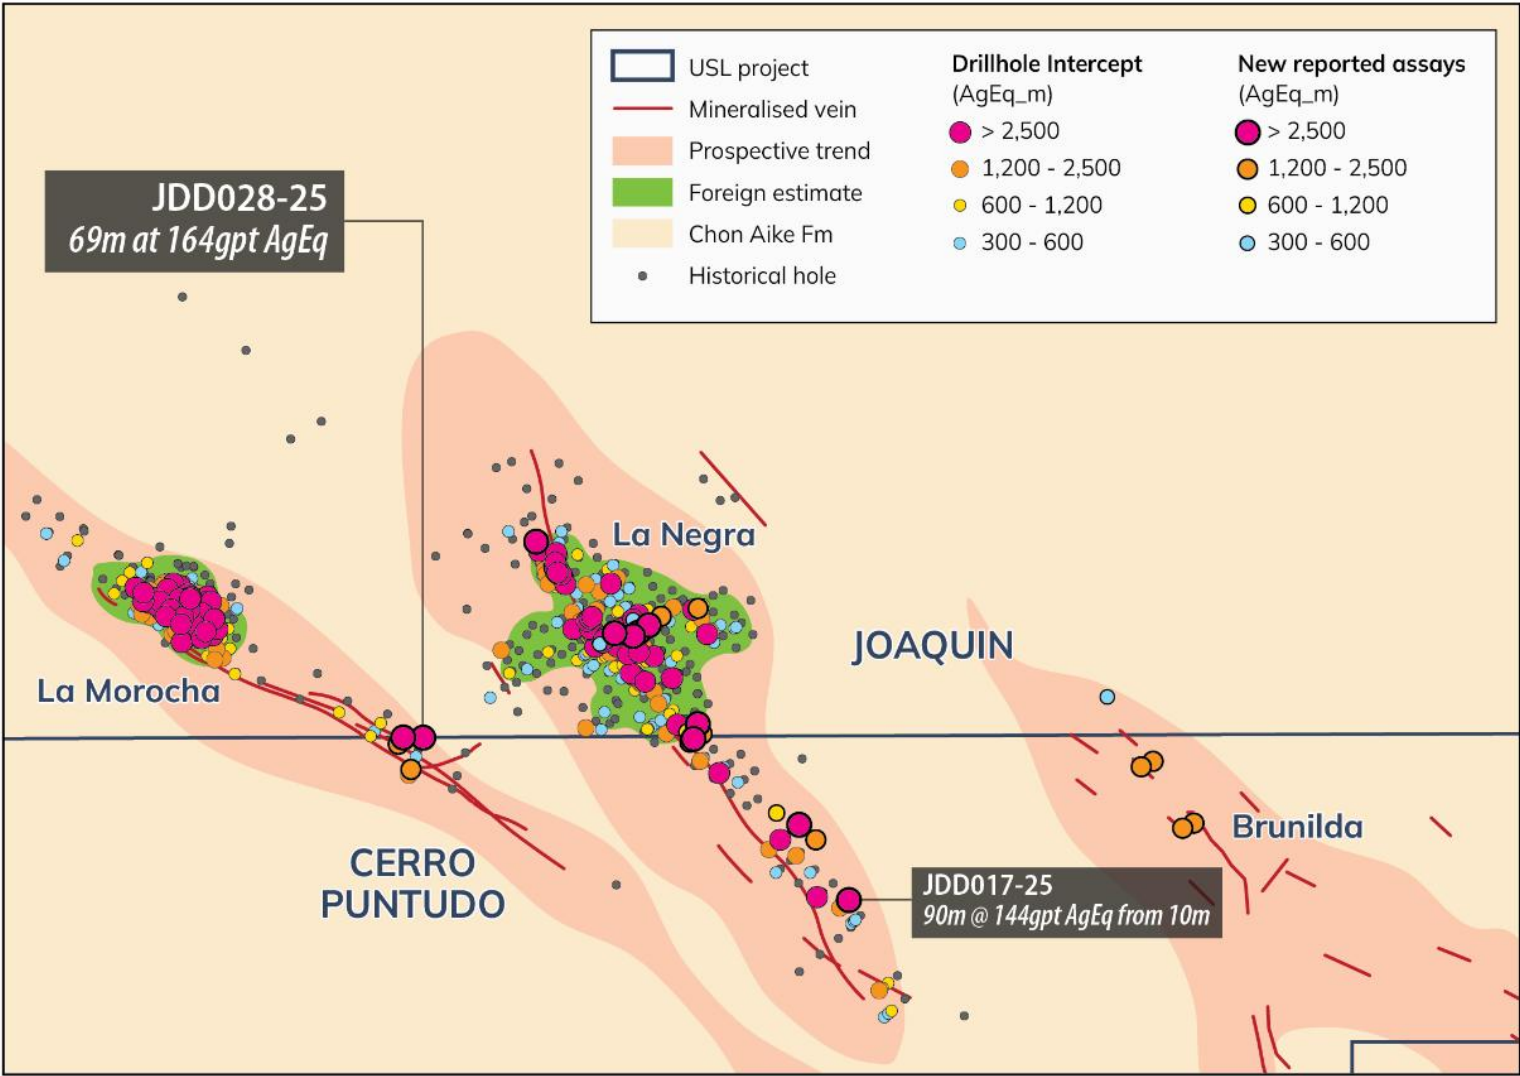 USL project
Mineralised vein
Prospective trend
Foreign estimate
Chon Aike Fm
Historical hole
Drillhole Intercept
(AgEq_m)
> 2,500
1,200 - 2,500
600 - 1,200
300 - 600
New reported assays
(AgEq_m)
> 2,500
1,200 - 2,500
600 - 1,200
300 - 600
JDD028-25
69m at 164gpt AgEq
La Negra
JOAQUIN
La Morocha
Brunilda
CERRO
PUNTUDO
JDD017-25
90m @ 144gpt AgEq from 10m